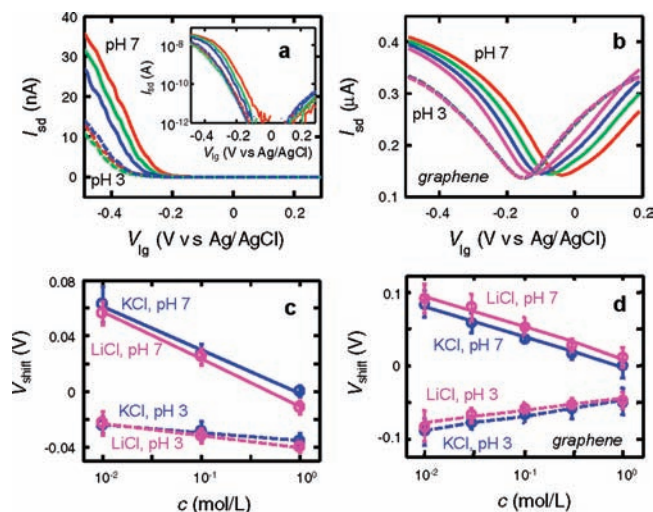 a
b
c
d
40
30
20
10
0
I_sd (nA)
pH 7
pH 3
-0.4
-0.2
0
0.2
V_lg (V vs Ag/AgCl)
10⁻⁸
10⁻¹⁰
10⁻¹²
I_sd (A)
-0.4
-0.2
0
0.2
V_lg (V vs Ag/AgCl)
0.4
0.3
0.2
0.1
I_sd (μA)
pH 7
pH 3
graphene
-0.4
-0.2
0
0.2
V_lg (V vs Ag/AgCl)
0.08
0.04
0
-0.04
V_shift (V)
KCl, pH 7
LiCl, pH 7
KCl, pH 3
LiCl, pH 3
10⁻²
10⁻¹
10⁰
c (mol/L)
0.1
0
-0.1
V_shift (V)
LiCl, pH 7
KCl, pH 7
LiCl, pH 3
KCl, pH 3
graphene
10⁻²
10⁻¹
10⁰
c (mol/L)